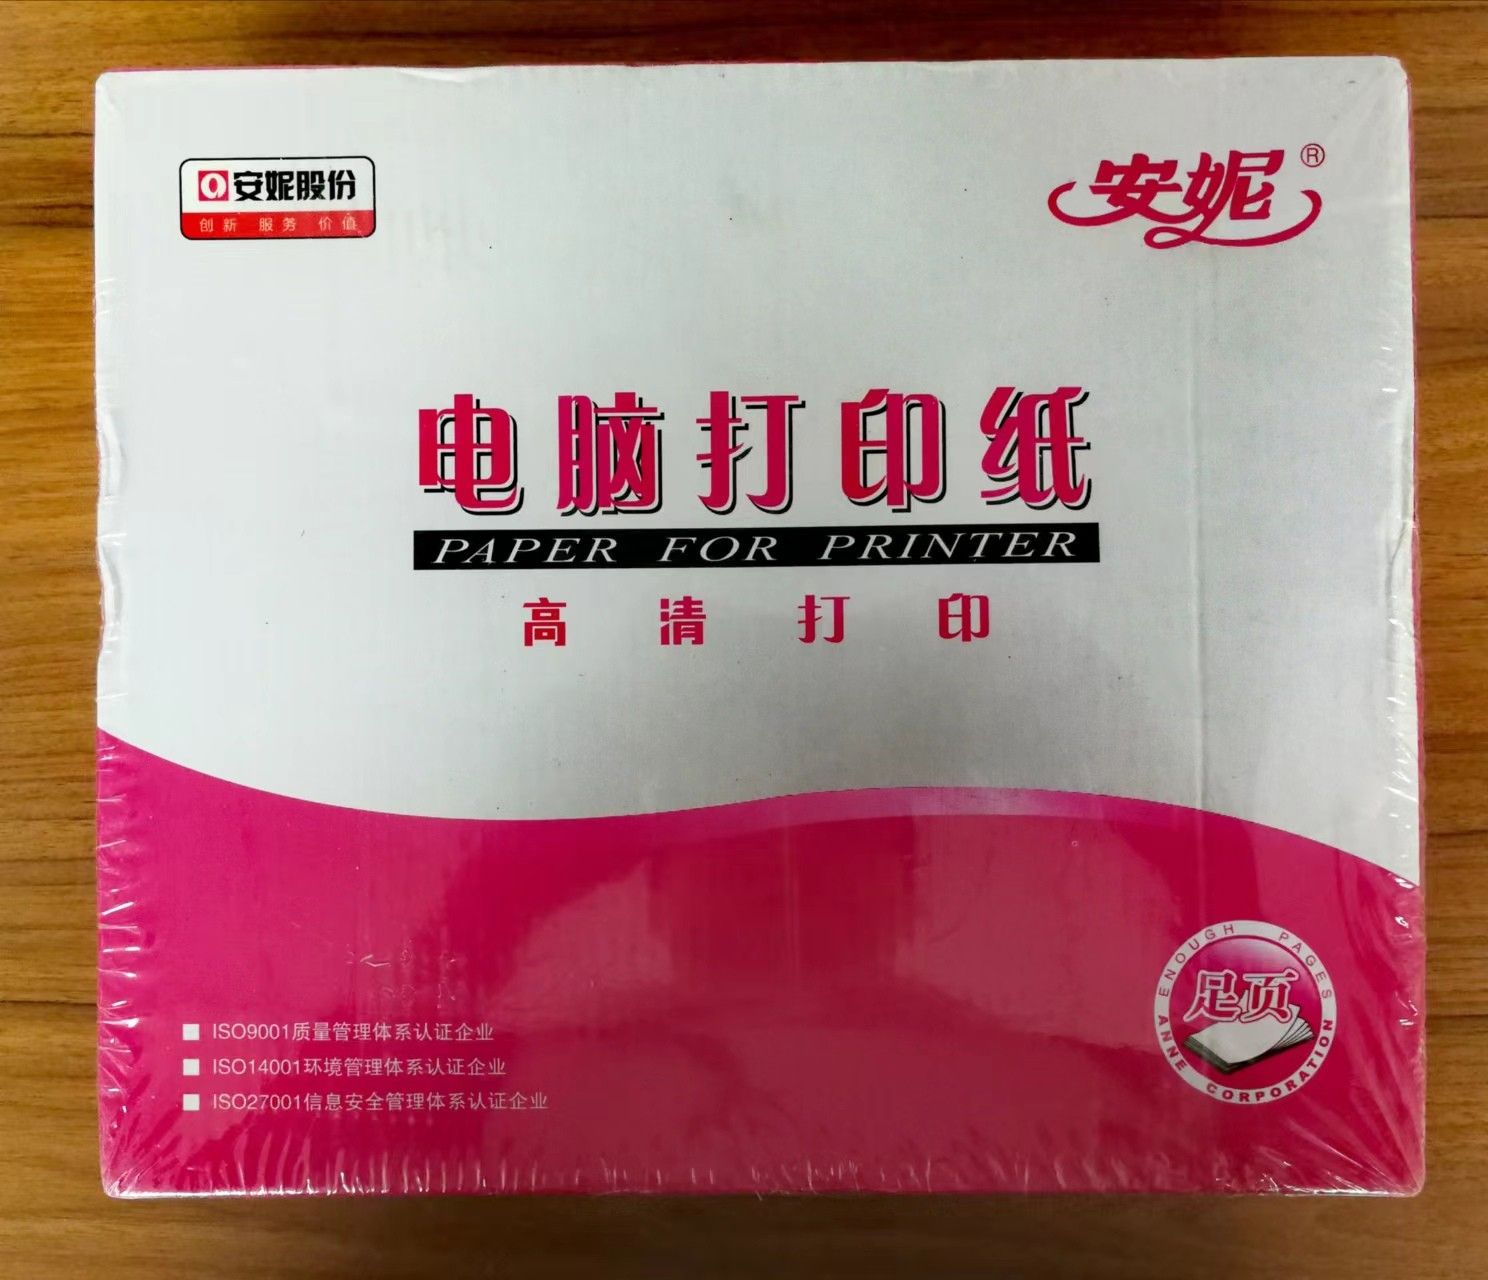 安妮股份
创新 服务 价值
安妮®
电脑打印纸
PAPER FOR PRINTER
高清打印
ISO9001质量管理体系认证企业
ISO14001环境管理体系认证企业
ISO27001信息安全管理体系认证企业
ENOUGH PAGES
足页
ANNE CORPORATION